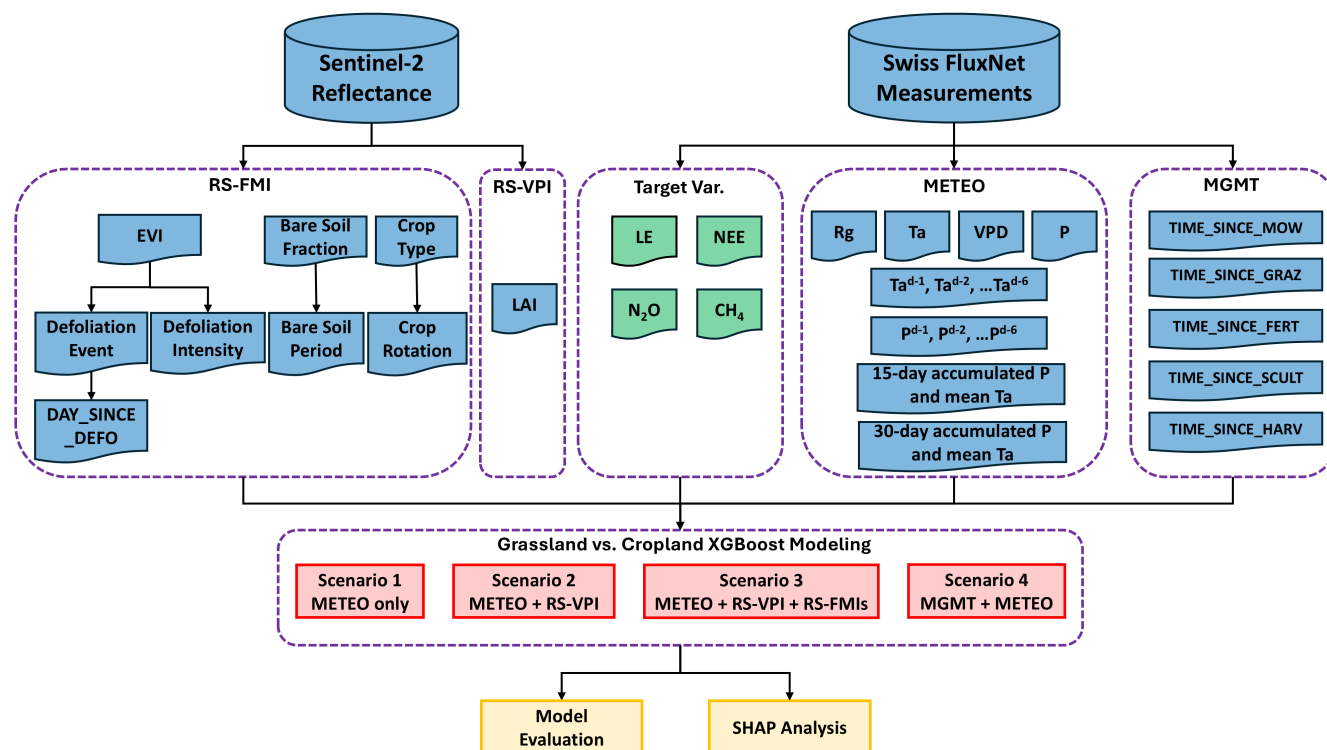 Sentinel-2
Reflectance
Swiss FluxNet
Measurements
RS-FMI
EVI
Bare Soil
Fraction
Crop
Type
Defoliation
Event
Defoliation
Intensity
Bare Soil
Period
Crop
Rotation
DAY_SINCE
_DEFO
RS-VPI
LAI
Target Var.
LE
NEE
N₂O
CH₄
METEO
Rg
Ta
VPD
P
Ta^d-1, Ta^d-2, ...Ta^d-6
P^d-1, P^d-2, ...P^d-6
15-day accumulated P
and mean Ta
30-day accumulated P
and mean Ta
MGMT
TIME_SINCE_MOW
TIME_SINCE_GRAZ
TIME_SINCE_FERT
TIME_SINCE_SCULT
TIME_SINCE_HARV
Grassland vs. Cropland XGBoost Modeling
Scenario 1
METEO only
Scenario 2
METEO + RS-VPI
Scenario 3
METEO + RS-VPI + RS-FMIs
Scenario 4
MGMT + METEO
Model
Evaluation
SHAP Analysis